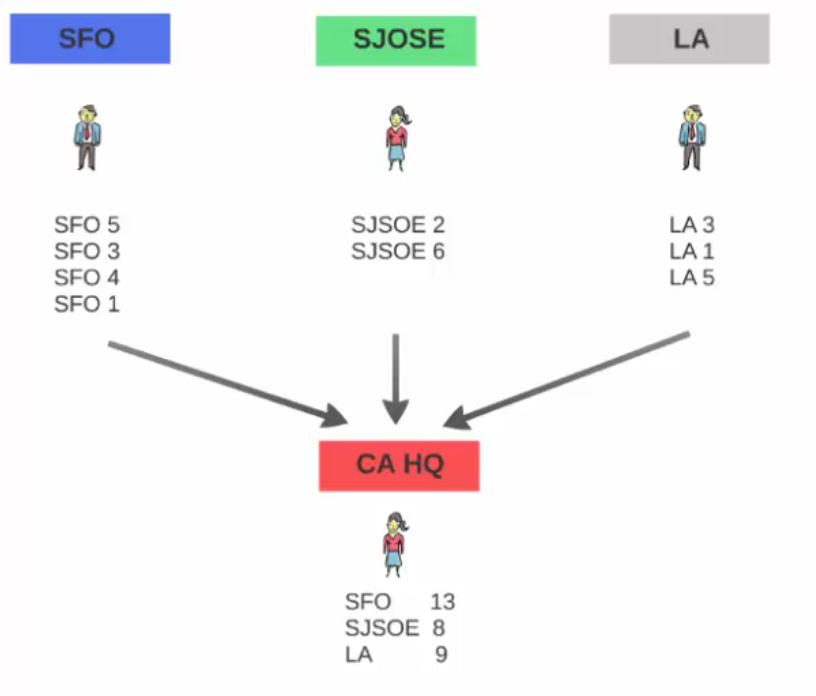 SFO
SJOSE
LA
SFO 5
SFO 3
SFO 4
SFO 1
SJSOE 2
SJSOE 6
LA 3
LA 1
LA 5
CA HQ
SFO 13
SJSOE 8
LA 9